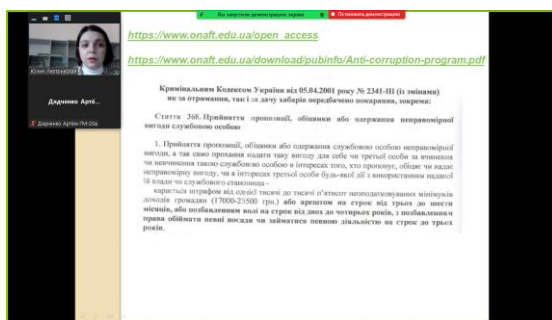 Вы запустили демонстрацию экрана
Остановить демонстрацию
https://www.onaft.edu.ua/open_access
https://www.onaft.edu.ua/download/pubinfo/Anti-corruption-program.pdf
Дядченко Артё...
Дядченко Артём ПМ-20а
Кримінальним Кодексом України від 05.04.2001 року № 2341-III (із змінами)
як за отримання, так і за дачу хабарів передбачено покарання, зокрема:
Стаття 368. Прийняття пропозиції, обіцянки або одержання неправомірної
вигоди службовою особою
1. Прийняття пропозиції, обіцянки або одержання службовою особою неправомірної
вигоди, а так само прохання надати таку вигоду для себе чи третьої особи за вчинення
чи невчинення такою службовою особою в інтересах того, хто пропонує, обіцяє чи надає
неправомірну вигоду, чи в інтересах третьої особи будь-якої дії з використанням наданої
їй влади чи службового становища -
карається штрафом від однієї тисячі до тисячі п'ятисот неоподатковуваних мінімумів
доходів громадян (17000-25500 грн.) або арештом на строк від трьох до шести
місяців, або позбавленням волі на строк від двох до чотирьох років, з позбавленням
права обіймати певні посади чи займатися певною діяльністю на строк до трьох
років.